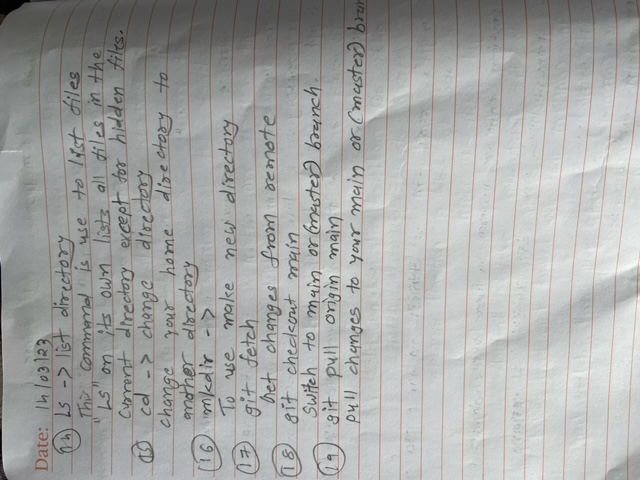 Date: 14/03/23
(14) Ls -> list directory
This command is use to list files
"Ls" on its own lists all files in the
current directory except for hidden files.
(15) cd -> change directory
change your home directory to
another directory
(16) mkdir ->
To use make new directory
(17) git fetch
Get changes from remote
(18) git checkout main
Switch to main or (master) branch.
(19) git pull origin main
pull changes to your main or (master) bran